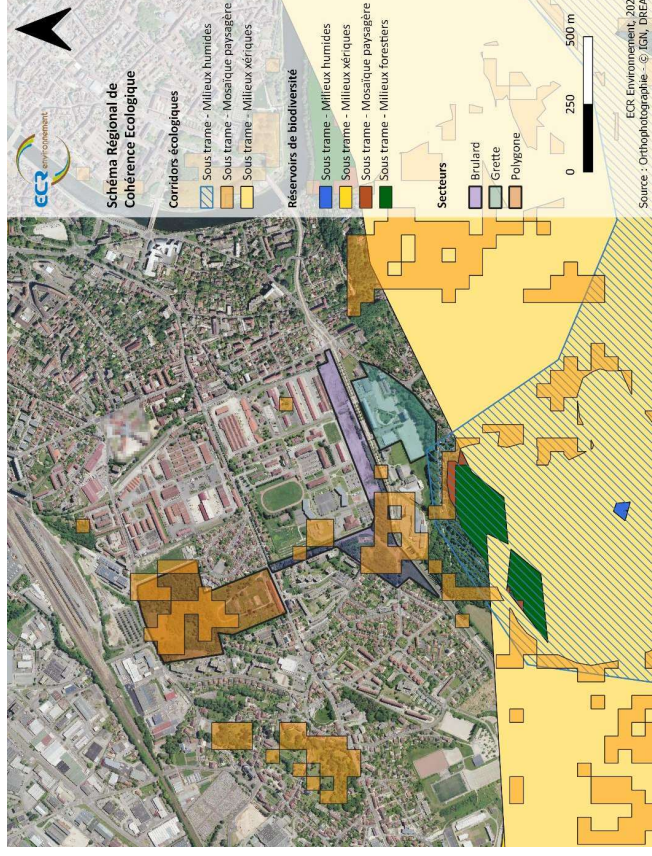 ECR environnement
Schéma Régional de
Cohérence Ecologique
Corridors écologiques
Sous trame - Milieux humides
Sous trame - Mosaïque paysagère
Sous trame - Milieux xériques
Réservoirs de biodiversité
Sous trame - Milieux humides
Sous trame - Milieux xériques
Sous trame - Mosaïque paysagère
Sous trame - Milieux forestiers
Secteurs
Brulard
Grette
Polygone
0 250 500 m
ECR Environnement, 202
Source : Orthophotographie - © IGN, DREA